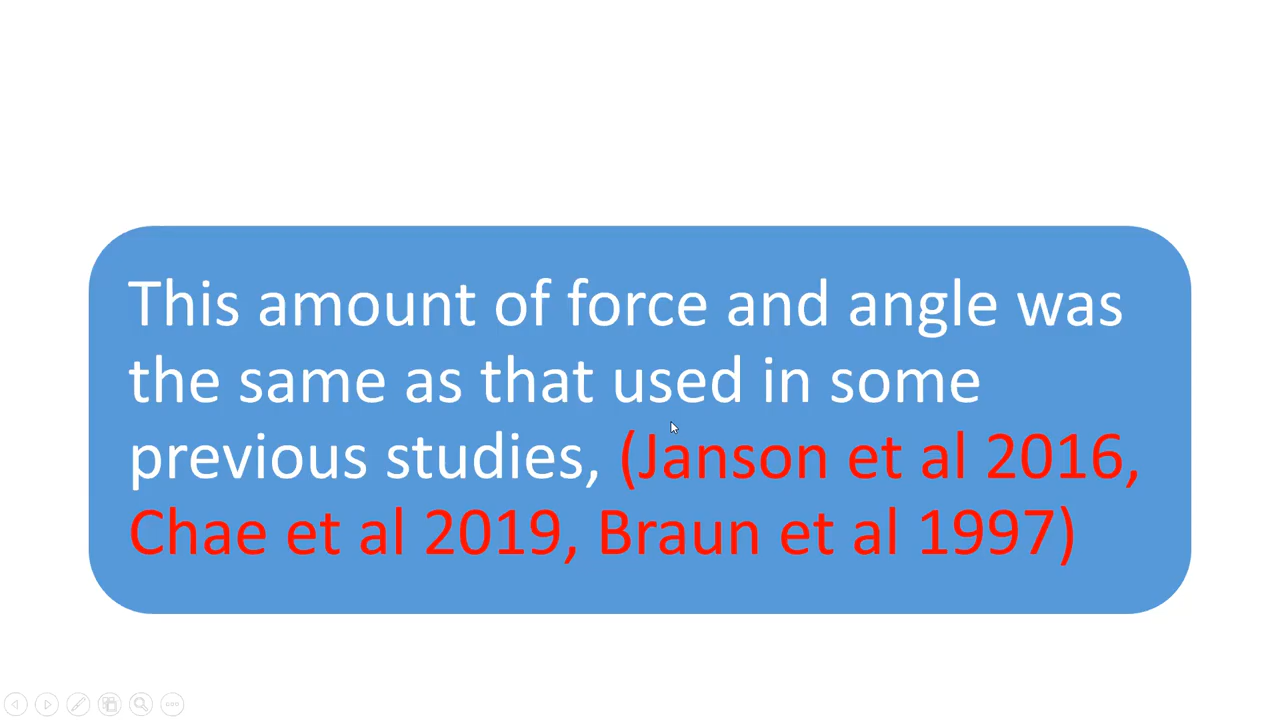 This amount of force and angle was
the same as that used in some
previous studies, (Janson et al 2016,
Chae et al 2019, Braun et al 1997)